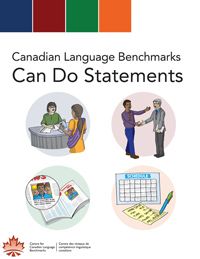 Canadian Language Benchmarks
Can Do Statements
SCHEDULE
Centre for
Canadian Language
Benchmarks
Centre des niveaux de
compétence linguistique
canadiens